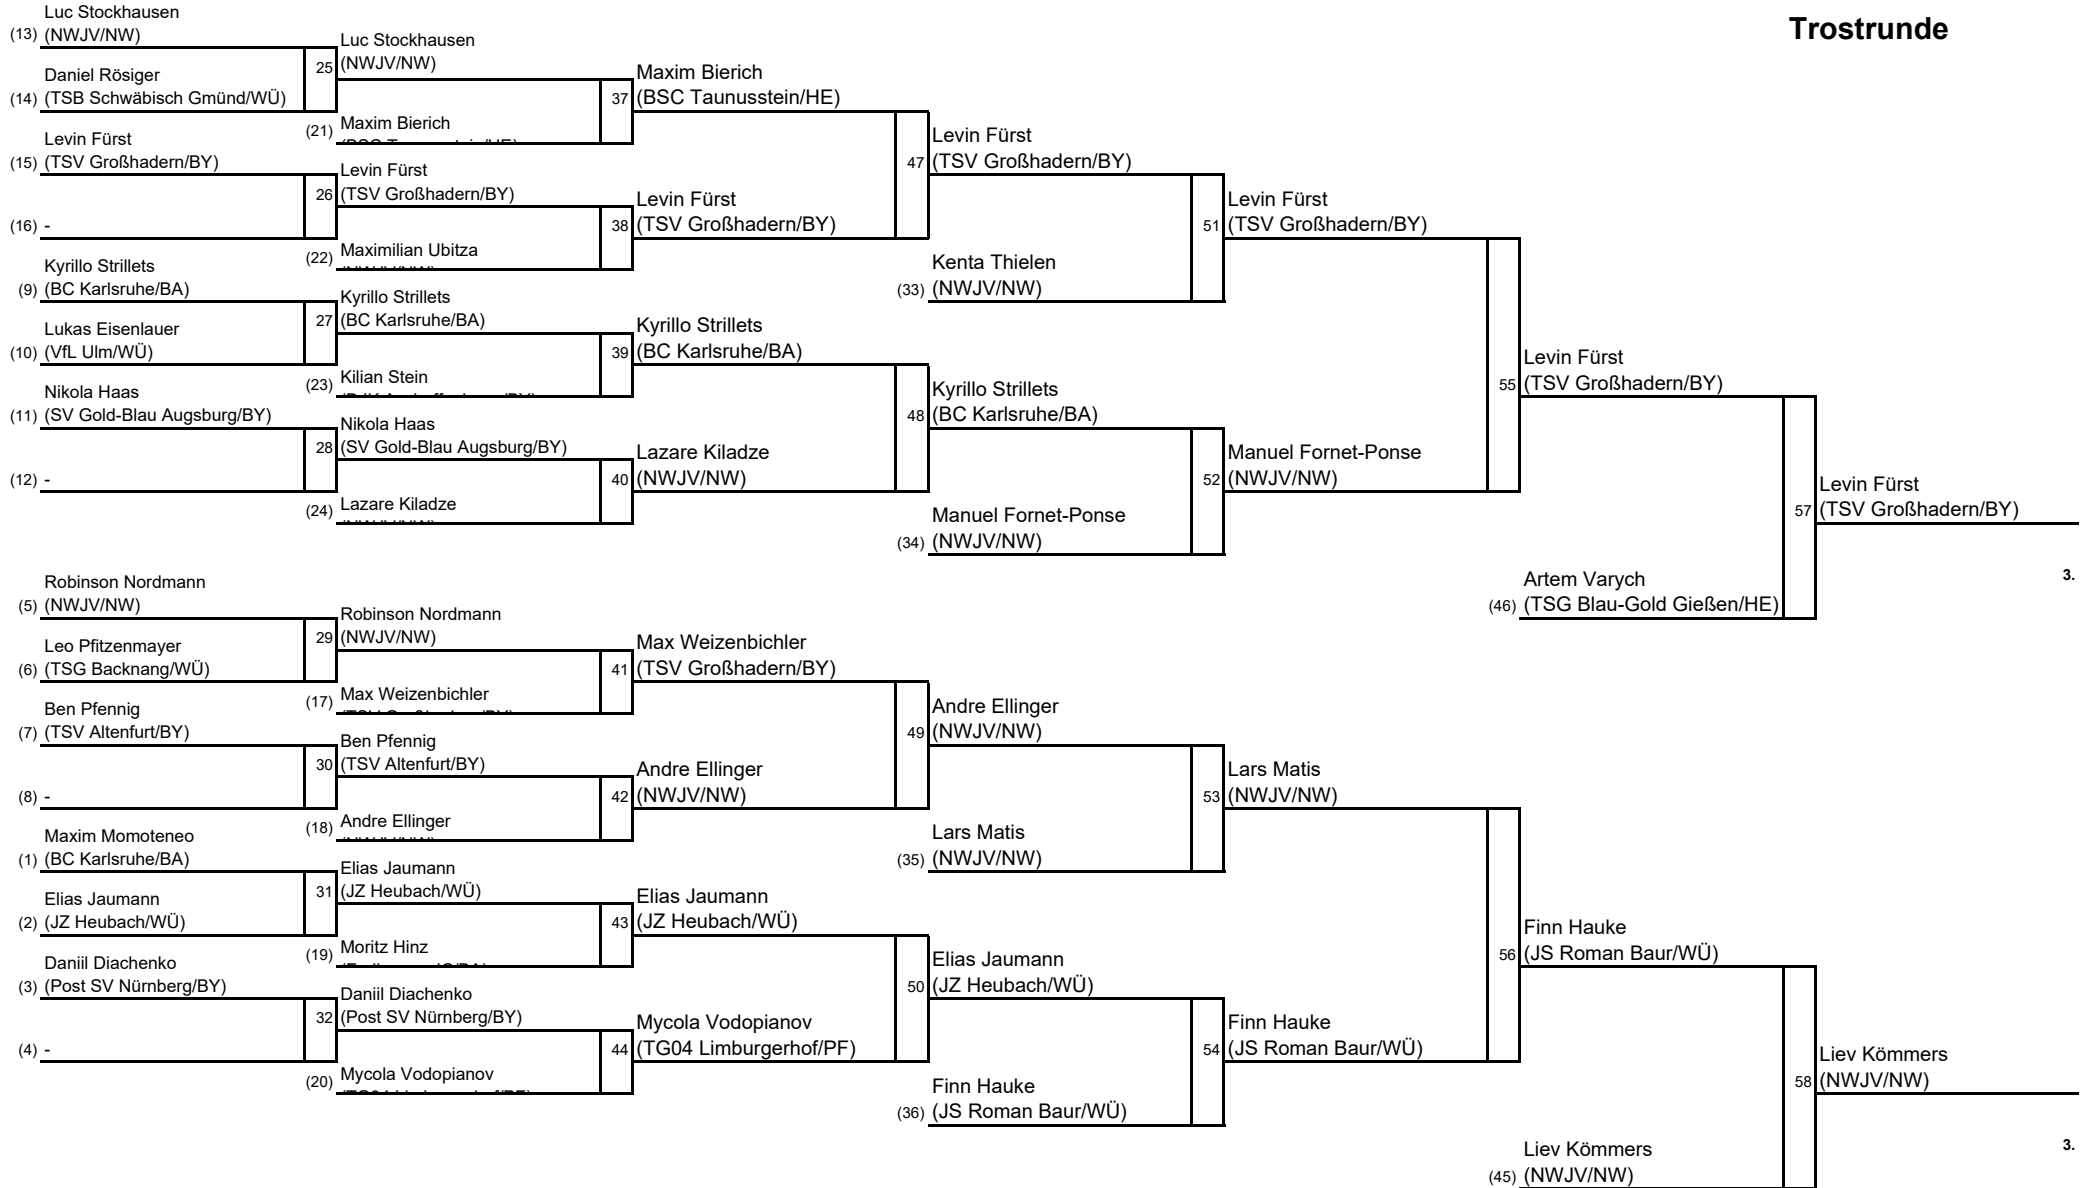 Trostrunde
Luc Stockhausen
(13) (NWJV/NW)
Daniel Rösiger
(14) (TSB Schwäbisch Gmünd/WÜ)
25
Levin Fürst
(15) (TSV Großhadern/BY)
(16) -
26
Kyrillo Strillets
(9) (BC Karlsruhe/BA)
Lukas Eisenlauer
(10) (VfL Ulm/WÜ)
27
Nikola Haas
(11) (SV Gold-Blau Augsburg/BY)
(12) -
28
Robinson Nordmann
(5) (NWJV/NW)
Leo Pfitzenmayer
(6) (TSG Backnang/WÜ)
29
Ben Pfennig
(7) (TSV Altenfurt/BY)
(8) -
30
Maxim Momoteneo
(1) (BC Karlsruhe/BA)
Elias Jaumann
(2) (JZ Heubach/WÜ)
31
Daniil Diachenko
(3) (Post SV Nürnberg/BY)
(4) -
32
Luc Stockhausen
(NWJV/NW)
(21) Maxim Bierich
37
Levin Fürst
(TSV Großhadern/BY)
(22) Maximilian Ubitza
38
Kyrillo Strillets
(BC Karlsruhe/BA)
(23) Kilian Stein
39
Nikola Haas
(SV Gold-Blau Augsburg/BY)
(24) Lazare Kiladze
40
Robinson Nordmann
(NWJV/NW)
(17) Max Weizenbichler
41
Ben Pfennig
(TSV Altenfurt/BY)
(18) Andre Ellinger
42
Elias Jaumann
(JZ Heubach/WÜ)
(19) Moritz Hinz
43
Daniil Diachenko
(Post SV Nürnberg/BY)
(20) Mycola Vodopianov
44
Maxim Bierich
(BSC Taunusstein/HE)
Levin Fürst
(TSV Großhadern/BY)
47
Kyrillo Strillets
(BC Karlsruhe/BA)
Lazare Kiladze
(NWJV/NW)
48
Max Weizenbichler
(TSV Großhadern/BY)
Andre Ellinger
(NWJV/NW)
49
Elias Jaumann
(JZ Heubach/WÜ)
Mycola Vodopianov
(TG04 Limburgerhof/PF)
50
Levin Fürst
(TSV Großhadern/BY)
Kenta Thielen
(33) (NWJV/NW)
51
Kyrillo Strillets
(BC Karlsruhe/BA)
Manuel Fornet-Ponse
(34) (NWJV/NW)
52
Andre Ellinger
(NWJV/NW)
Lars Matis
(35) (NWJV/NW)
53
Elias Jaumann
(JZ Heubach/WÜ)
Finn Hauke
(36) (JS Roman Baur/WÜ)
54
Levin Fürst
(TSV Großhadern/BY)
Manuel Fornet-Ponse
(NWJV/NW)
55
Lars Matis
(NWJV/NW)
Finn Hauke
(JS Roman Baur/WÜ)
56
Levin Fürst
(TSV Großhadern/BY)
Artem Varych
(46) (TSG Blau-Gold Gießen/HE)
57
Finn Hauke
(JS Roman Baur/WÜ)
Liev Kömmers
(45) (NWJV/NW)
58
Levin Fürst
(TSV Großhadern/BY)
3.
Liev Kömmers
(NWJV/NW)
3.